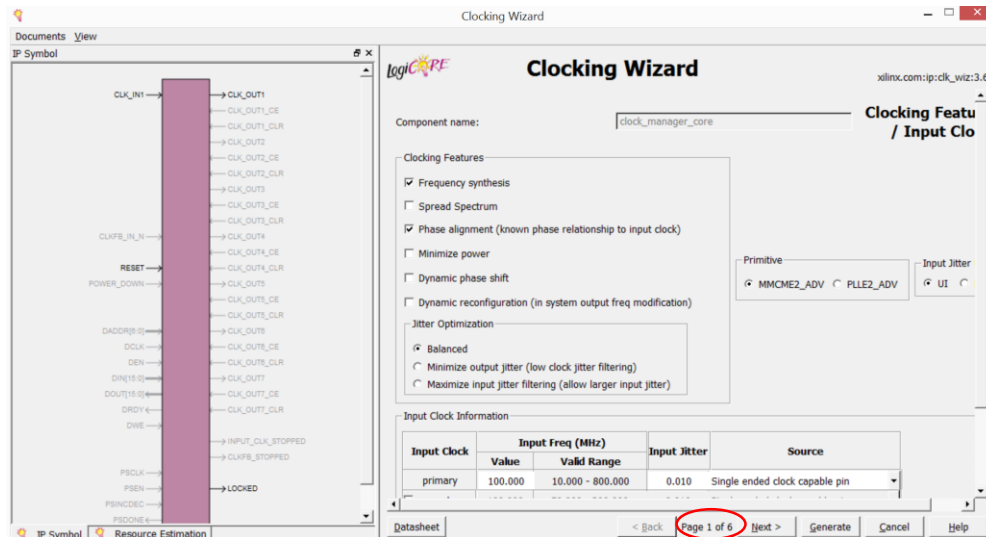 Clocking Wizard
Documents View
IP Symbol
CLK_IN1
CLKFB_IN_N
RESET
POWER_DOWN
DADDR[6:0]
DCLK
DEN
DIN[15:0]
DOUT[15:0]
DRDY
DWE
PSCLK
PSEN
PSINCDEC
PSDONE
CLK_OUT1
CLK_OUT1_CE
CLK_OUT1_CLR
CLK_OUT2
CLK_OUT2_CE
CLK_OUT2_CLR
CLK_OUT3
CLK_OUT3_CE
CLK_OUT3_CLR
CLK_OUT4
CLK_OUT4_CE
CLK_OUT4_CLR
CLK_OUT5
CLK_OUT5_CE
CLK_OUT5_CLR
CLK_OUT6
CLK_OUT6_CE
CLK_OUT6_CLR
CLK_OUT7
CLK_OUT7_CE
CLK_OUT7_CLR
INPUT_CLK_STOPPED
CLKFB_STOPPED
LOCKED
IP Symbol Resource Estimation
logiCORE
Clocking Wizard
xilinx.com:ip:clk_wiz:3.6
Component name: clock_manager_core
Clocking Featu
/ Input Clo
Clocking Features
Frequency synthesis
Spread Spectrum
Phase alignment (known phase relationship to input clock)
Minimize power
Dynamic phase shift
Dynamic reconfiguration (in system output freq modification)
Jitter Optimization
Balanced
Minimize output jitter (low clock jitter filtering)
Maximize input jitter filtering (allow larger input jitter)
Primitive
MMCME2_ADV PLLE2_ADV
Input Jitter
UI
Input Clock Information
Input Clock Input Freq (MHz) Input Jitter Source
Value Valid Range
primary 100.000 10.000 - 800.000 0.010 Single ended clock capable pin
Datasheet < Back Page 1 of 6 Next > Generate Cancel Help